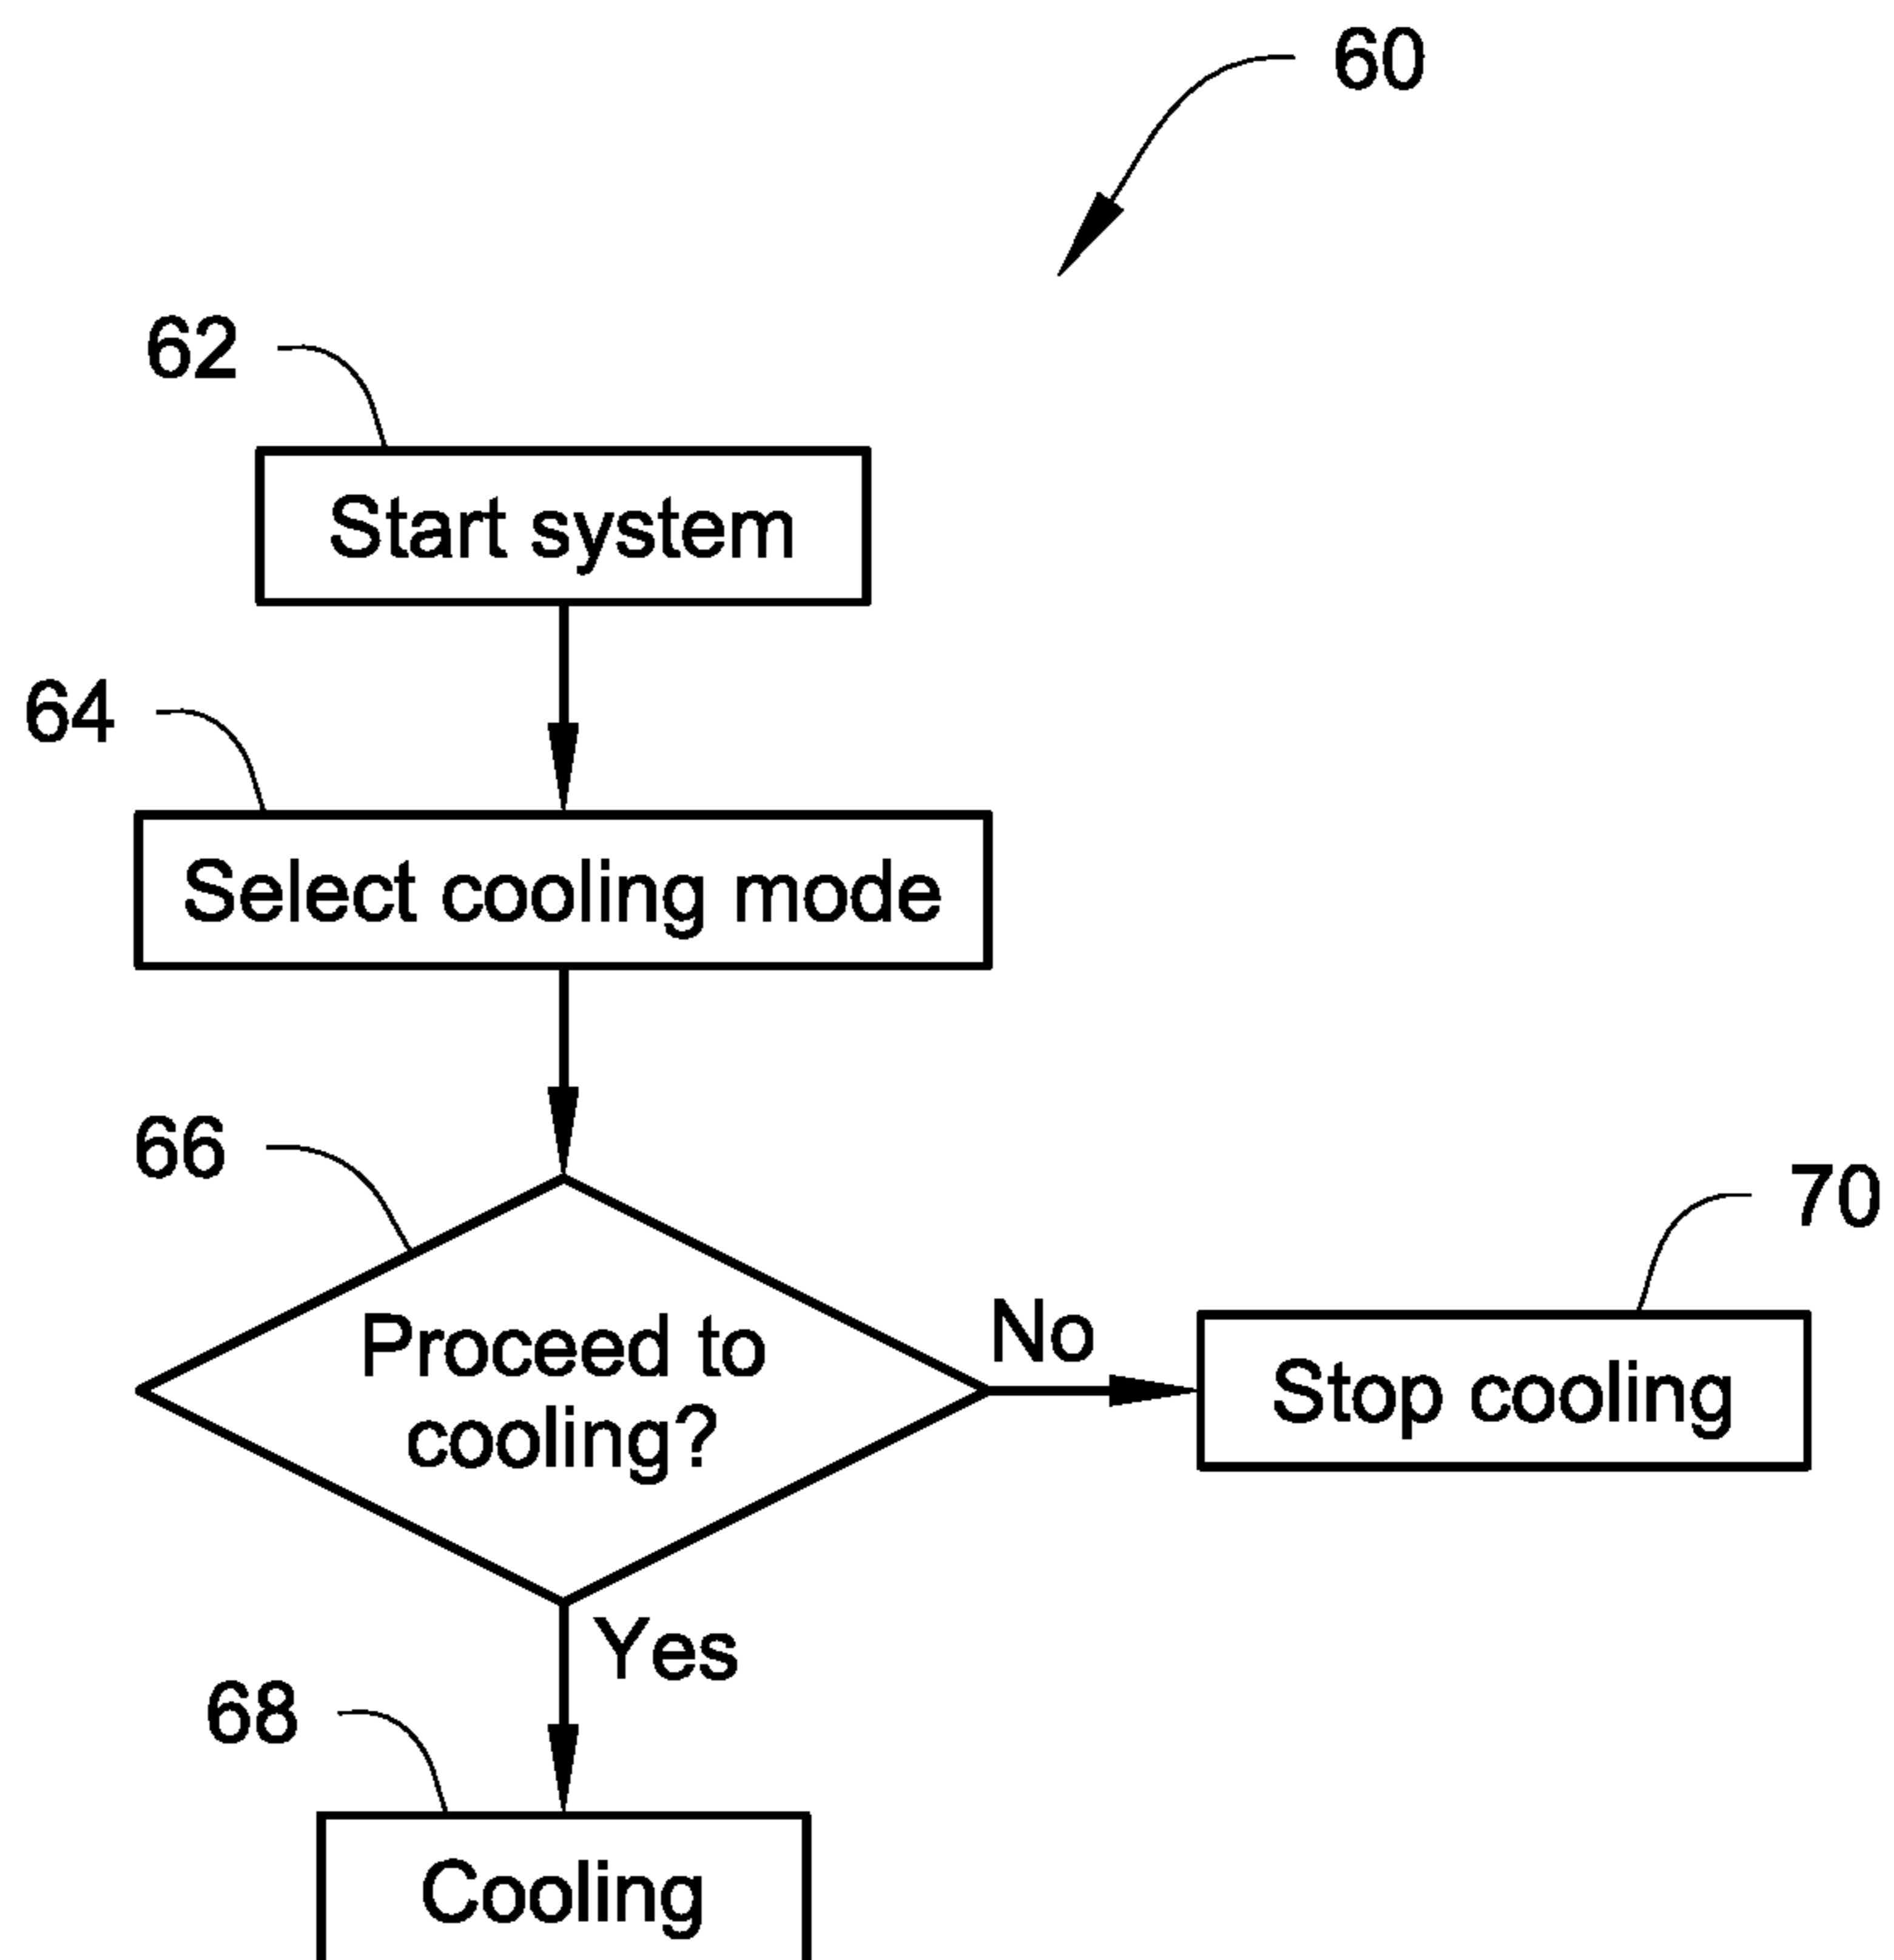 60
62
Start system
64
Select cooling mode
66
Proceed to
cooling?
No
70
Stop cooling
Yes
68
Cooling